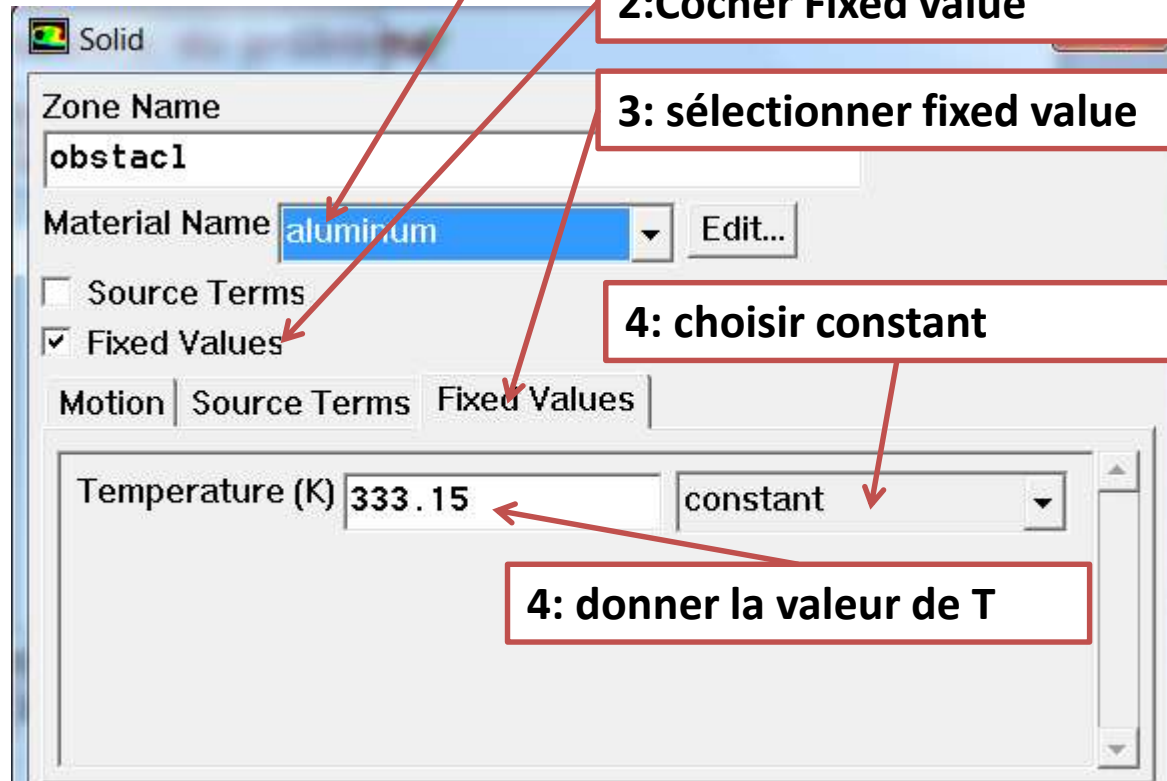 2:Cocher Fixed value
Solid
Zone Name
3: sélectionner fixed value
obstacl
Material Name aluminum Edit...
Source Terms
4: choisir constant
Fixed Values
Motion Source Terms Fixed Values
Temperature (K) 333.15 constant
4: donner la valeur de T